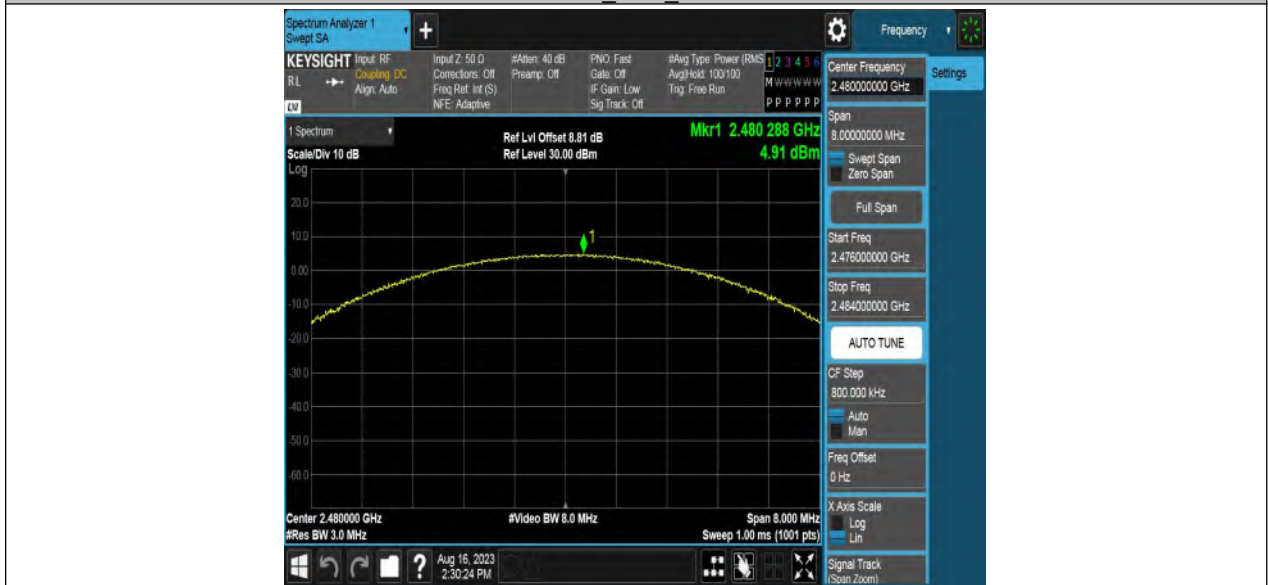 Spectrum Analyzer 1
Swept SA
+
Frequency
KEYSIGHT
RL
LV
Input: RF
Coupling: DC
Align: Auto
Input Z: 50 Ω
Corrections: Off
Freq Ref: Int (S)
NFE: Adaptive
#Atten: 40 dB
Preamp: Off
PNO: Fast
Gate: Off
IF Gain: Low
Sig Track: Off
#Avg Type: Power (RMS
Avg|Hold: 100/100
Trig: Free Run
1 2 3 4 5 6
M W W W W W
P P P P P P
1 Spectrum
Scale/Div 10 dB
Log
Ref Lvl Offset 8.81 dB
Ref Level 30.00 dBm
Mkr1 2.480 288 GHz
4.91 dBm
1
20.0
10.0
0.00
-10.0
-20.0
-30.0
-40.0
-50.0
-60.0
Center 2.480000 GHz
#Res BW 3.0 MHz
#Video BW 8.0 MHz
Span 8.000 MHz
Sweep 1.00 ms (1001 pts)
?
Aug 16, 2023
2:30:24 PM
Center Frequency
2.480000000 GHz
Settings
Span
8.00000000 MHz
Swept Span
Zero Span
Full Span
Start Freq
2.476000000 GHz
Stop Freq
2.484000000 GHz
AUTO TUNE
CF Step
800.000 kHz
Auto
Man
Freq Offset
0 Hz
X Axis Scale
Log
Lin
Signal Track
(Span Zoom)